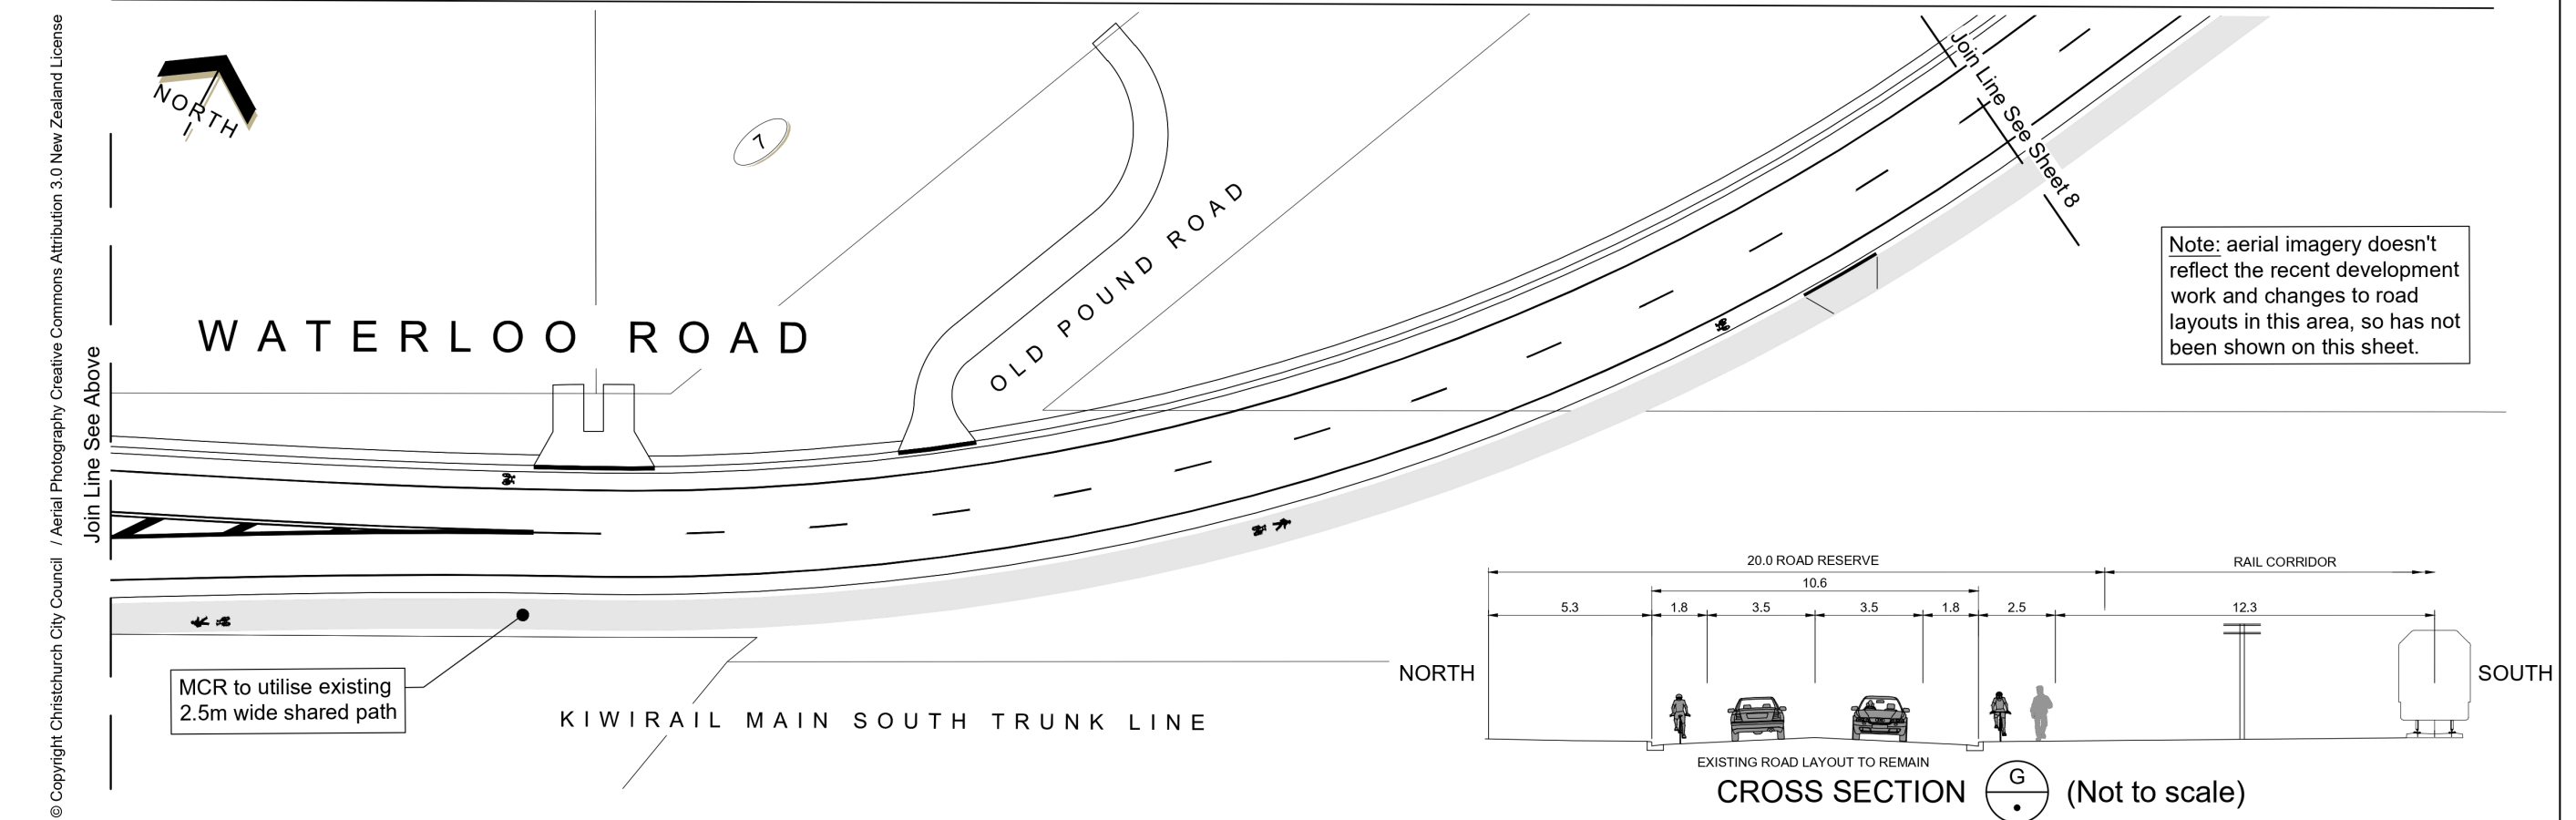 © Copyright Christchurch City Council / Aerial Photography Creative Commons Attribution 3.0 New Zealand License
NORTH
7
Join Line See Sheet 8
OLD POUND ROAD
Note: aerial imagery doesn't
reflect the recent development
work and changes to road
layouts in this area, so has not
been shown on this sheet.
WATERLOO ROAD
Join Line See Above
MCR to utilise existing
2.5m wide shared path
KIWIRAIL MAIN SOUTH TRUNK LINE
20.0 ROAD RESERVE
RAIL CORRIDOR
10.6
5.3
1.8
3.5
3.5
1.8
2.5
12.3
NORTH
SOUTH
EXISTING ROAD LAYOUT TO REMAIN
CROSS SECTION G (Not to scale)